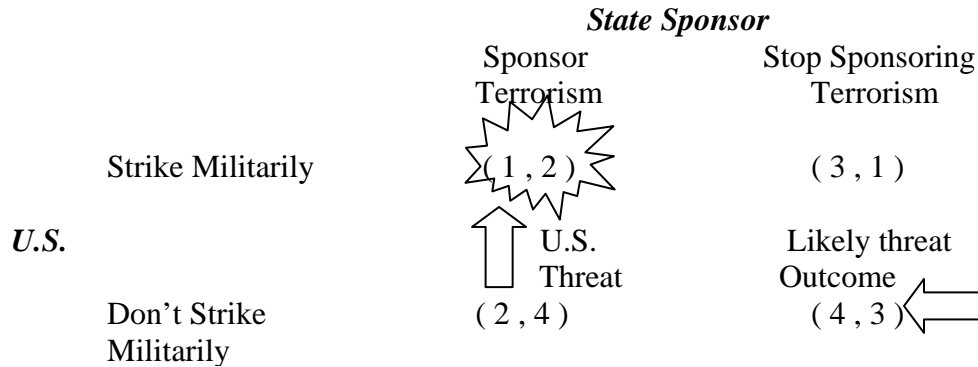 State Sponsor
Sponsor Stop Sponsoring
Terrorism Terrorism
Strike Militarily ( 1 , 2 ) ( 3 , 1 )
U.S. U.S. Likely threat
Threat Outcome
Don’t Strike ( 2 , 4 ) ( 4 , 3 )
Militarily